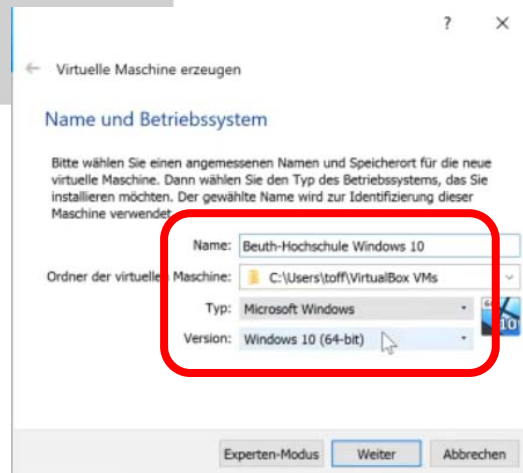 ?
Virtuelle Maschine erzeugen
Name und Betriebssystem
Bitte wählen Sie einen angemessenen Namen und Speicherort für die neue
virtuelle Maschine. Dann wählen Sie den Typ des Betriebssystems, das Sie
installieren möchten. Der gewählte Name wird zur Identifizierung dieser
Maschine verwendet
Name: Beuth-Hochschule Windows 10
Ordner der virtuellen Maschine: C:\Users\toff\VirtualBox VMs
Typ: Microsoft Windows
Version: Windows 10 (64-bit)
10
Experten-Modus Weiter Abbrechen